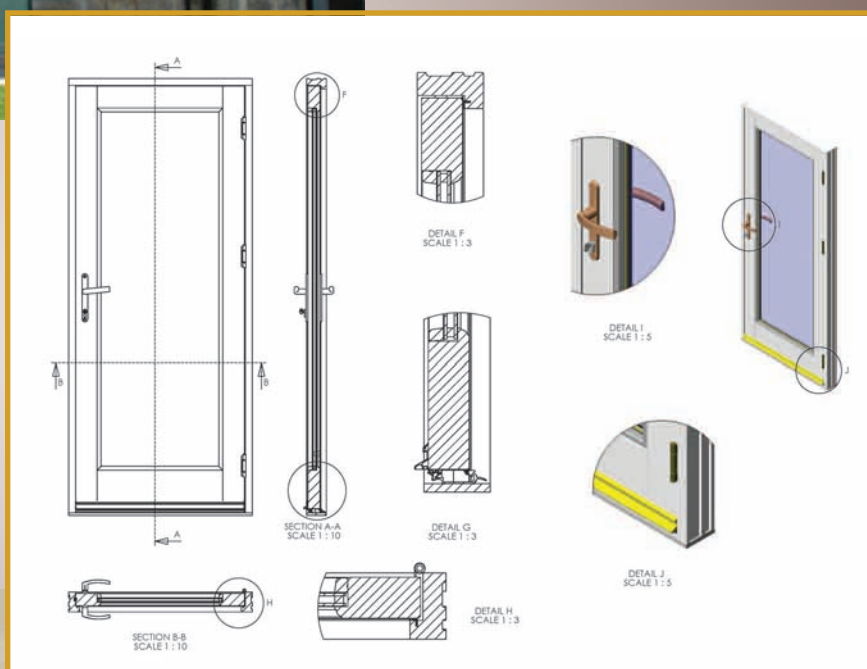 A
F
DETAIL F
SCALE 1 : 3
I
DETAIL I
SCALE 1 : 5
B
B
J
A
SECTION A-A
SCALE 1 : 10
DETAIL G
SCALE 1 : 3
DETAIL J
SCALE 1 : 5
H
DETAIL H
SCALE 1 : 3
SECTION B-B
SCALE 1 : 10